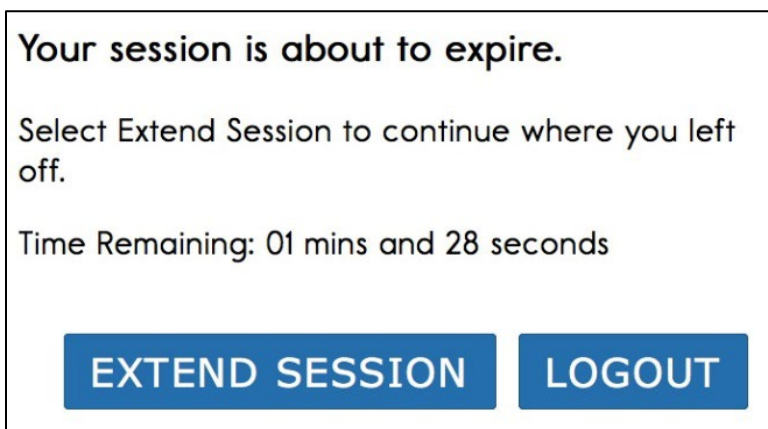 Your session is about to expire.
Select Extend Session to continue where you left
off.
Time Remaining: 01 mins and 28 seconds
EXTEND SESSION LOGOUT